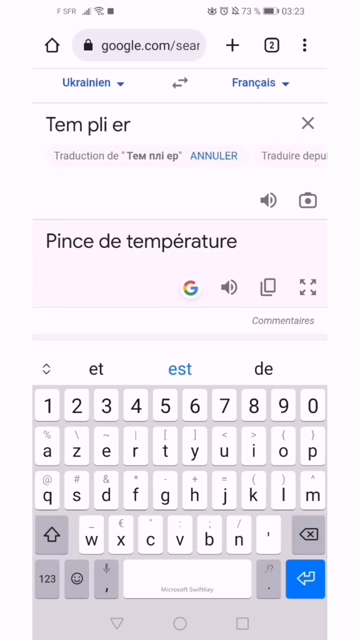 F SFR 73 % 03:23
google.com/sear
2
Ukrainien Français
Tem pli er
Traduction de "Тем плі ер" ANNULER Traduire depui
Pince de température
Commentaires
et est de
1 2 3 4 5 6 7 8 9 0
% \ ~ | [ ] < > { }
a z e r t y u i o p
@ # & * - + = ( ) ^
q s d f g h j k l m
_ € " : ; /
w x c v b n '
123 , Microsoft SwiftKey ,!? .